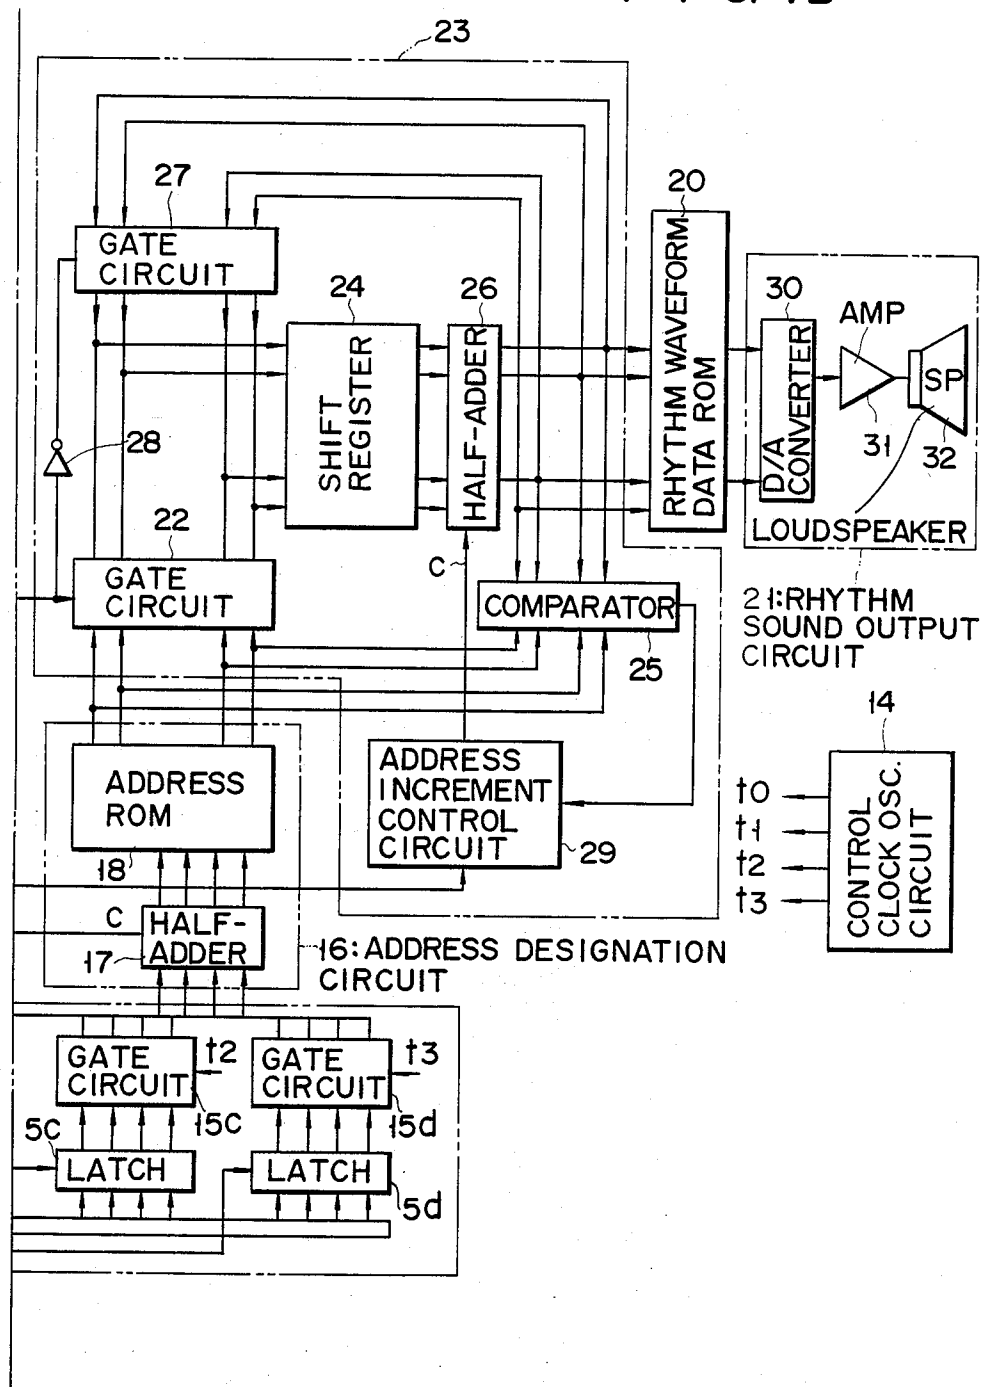 23
27
GATE
CIRCUIT
20
RHYTHM WAVEFORM
DATA ROM
24
SHIFT
REGISTER
26
HALF-ADDER
30
D/A
CONVERTER
AMP
31
SP
32
LOUDSPEAKER
28
22
GATE
CIRCUIT
C
COMPARATOR
25
21:RHYTHM
SOUND OUTPUT
CIRCUIT
ADDRESS
ROM
18
ADDRESS
INCREMENT
CONTROL
CIRCUIT
29
14
CONTROL
CLOCK OSC.
CIRCUIT
t0
t1
t2
t3
C
HALF-
ADDER
17
16:ADDRESS DESIGNATION
CIRCUIT
GATE
CIRCUIT
t2
15c
GATE
CIRCUIT
t3
15d
5c
LATCH
LATCH
5d